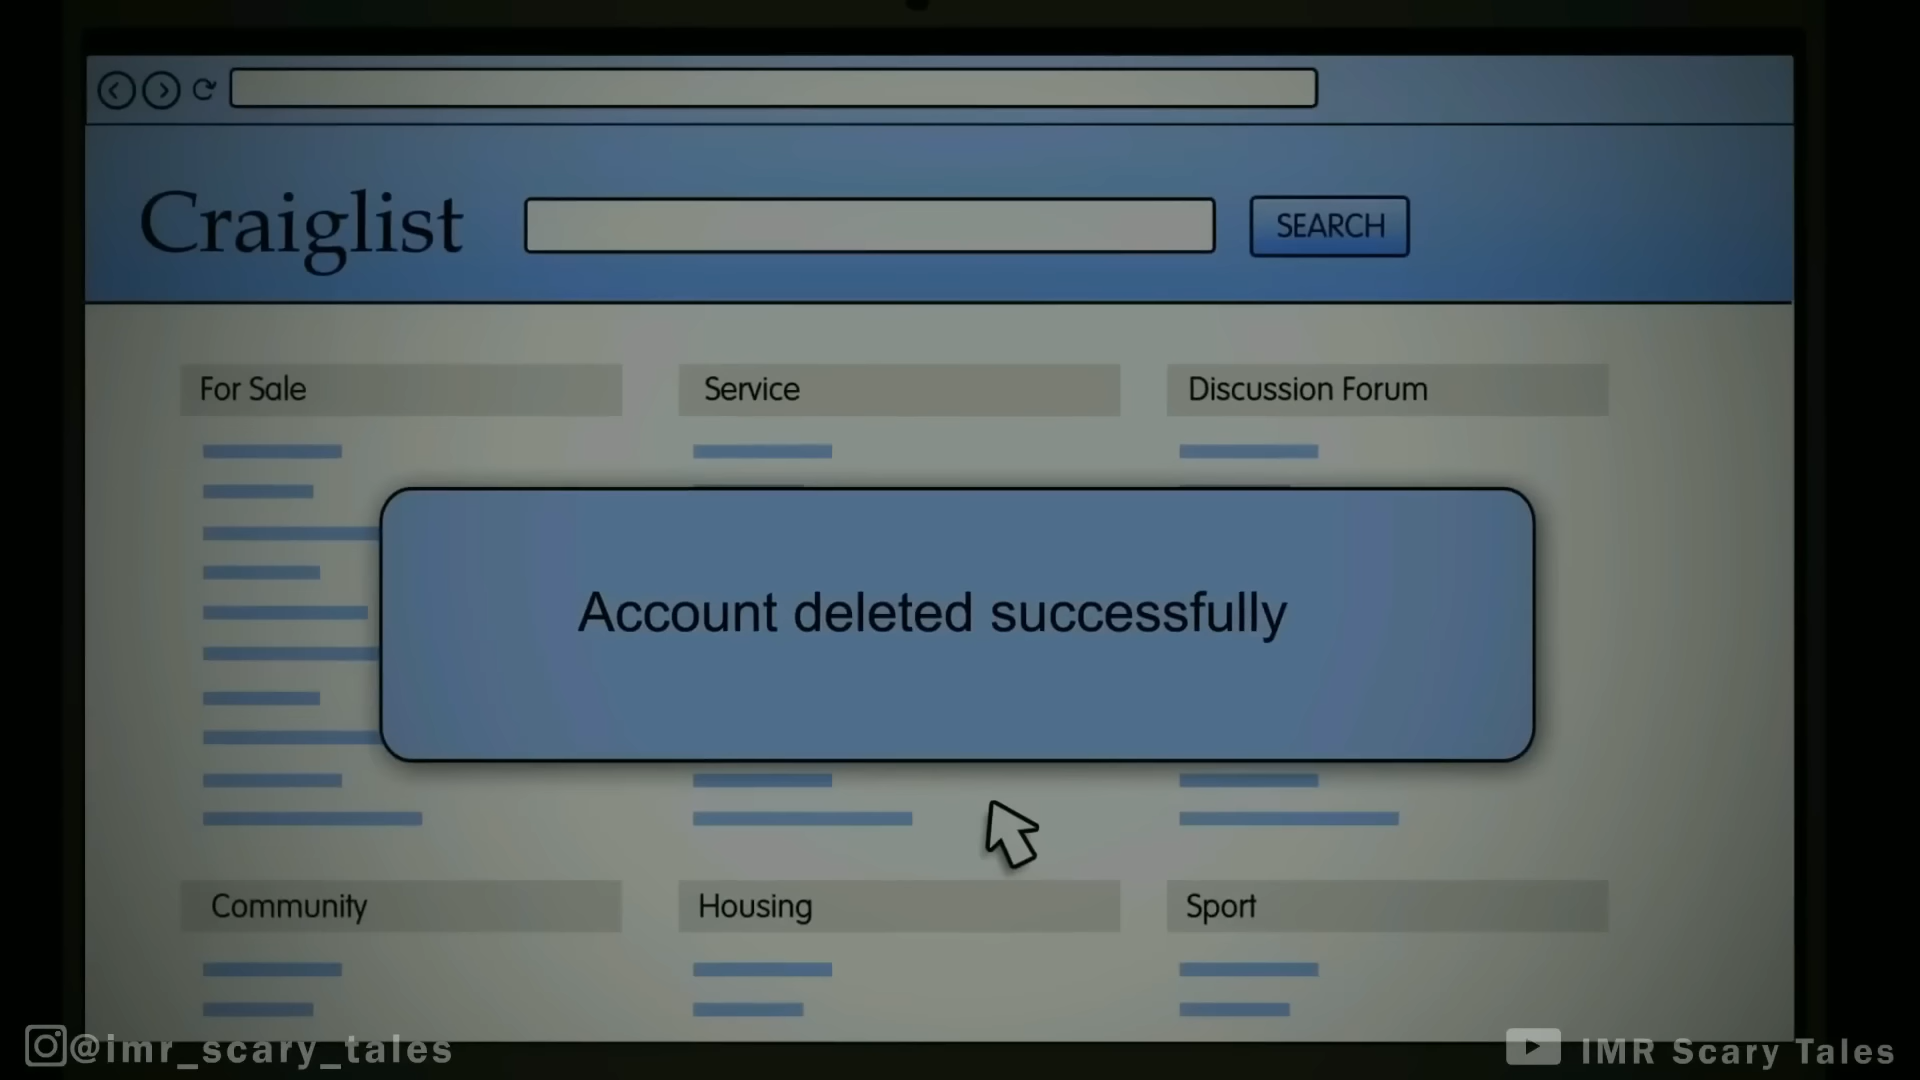 Craiglist
SEARCH
For Sale
Service
Discussion Forum
Account deleted successfully
Community
Housing
Sport
@imr_scary_tales
IMR Scary Tales